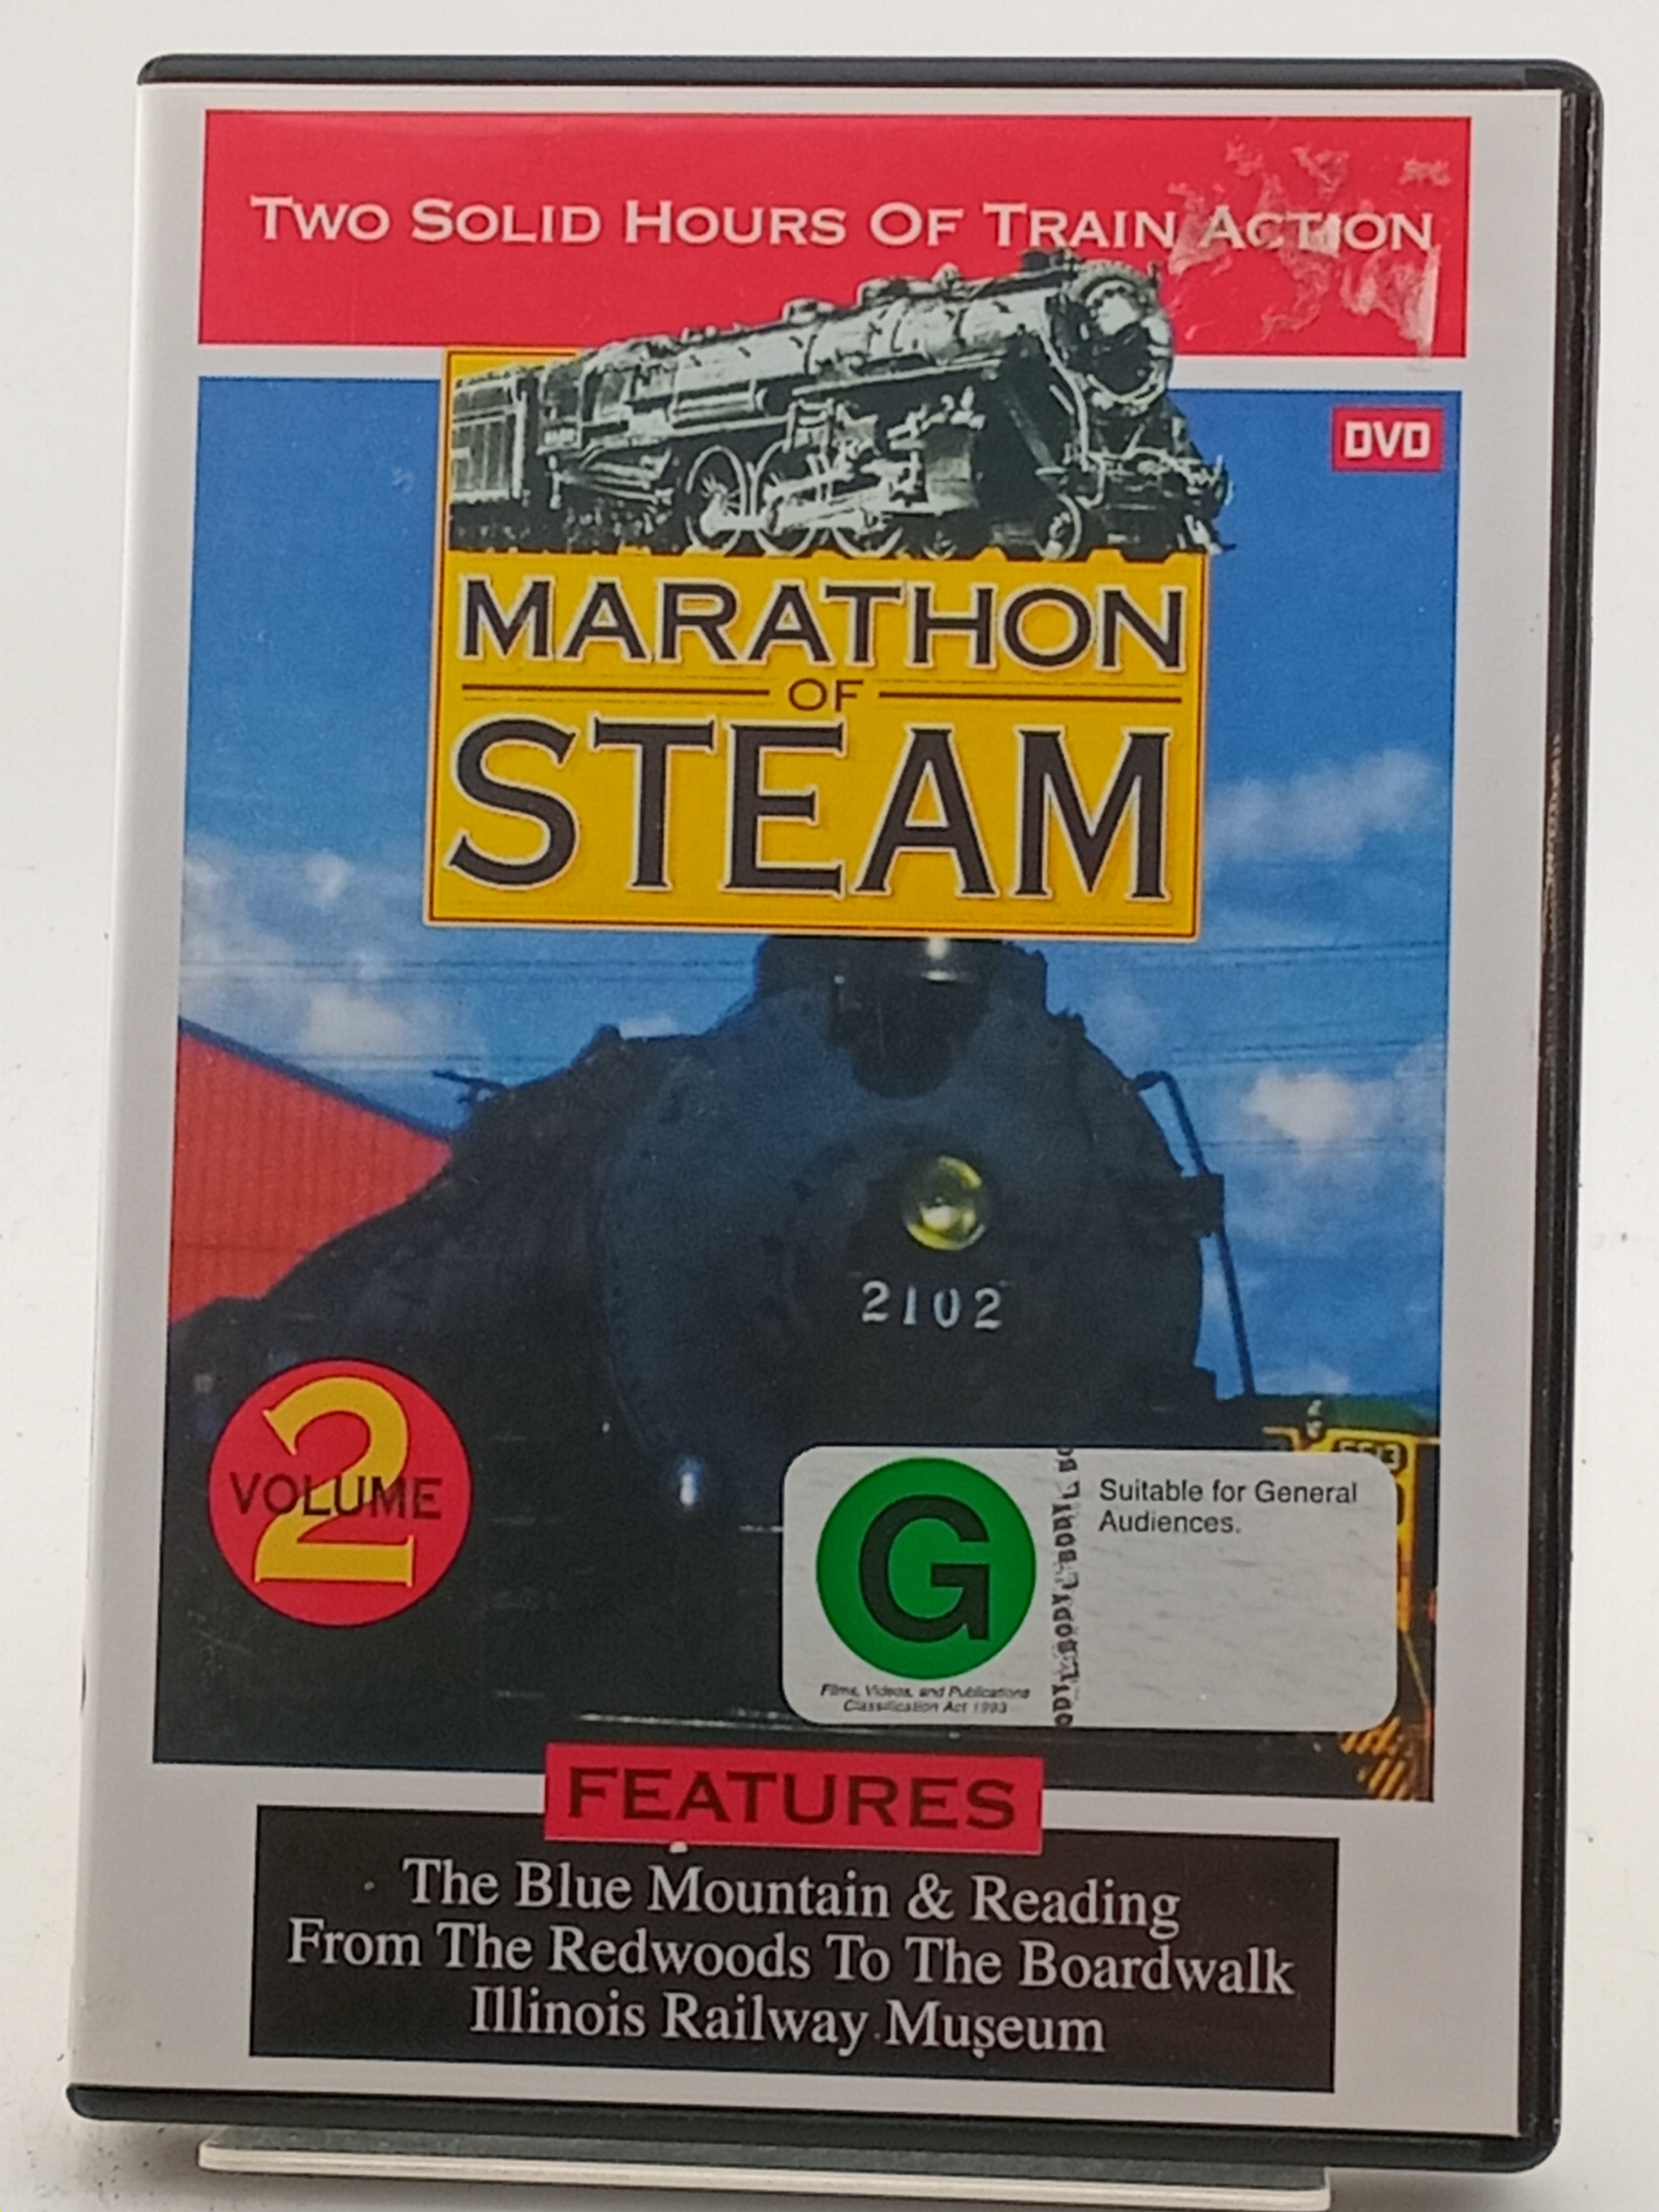 TWO SOLID HOURS OF TRAIN ACTION
DVD
MARATHON
OF
STEAM
2102
2
VOLUME
G
Suitable for General
Audiences.
Films, Videos, and Publications
Classification Act 1993
FEATURES
The Blue Mountain & Reading
From The Redwoods To The Boardwalk
Illinois Railway Museum